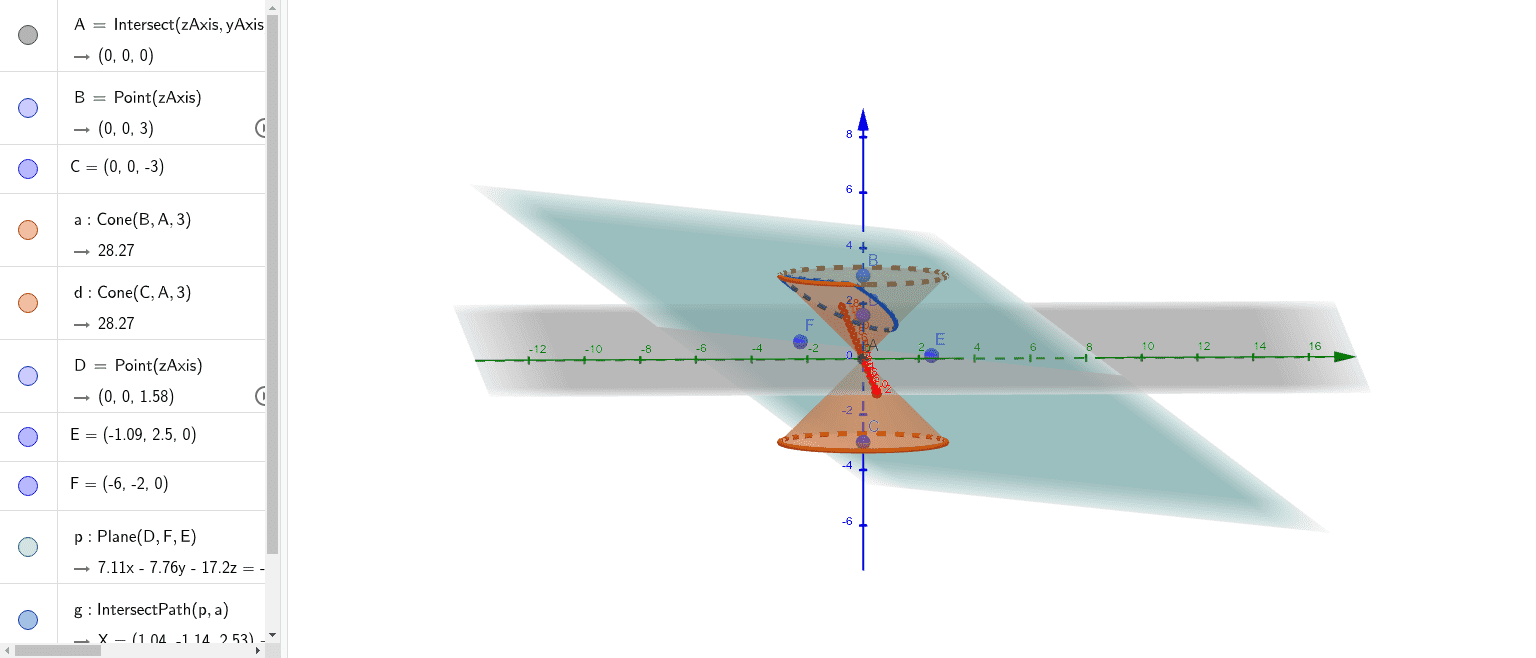 A = Intersect(zAxis, yAxis
→ (0, 0, 0)
B = Point(zAxis)
→ (0, 0, 3)
C = (0, 0, -3)
a : Cone(B, A, 3)
→ 28.27
d : Cone(C, A, 3)
→ 28.27
D = Point(zAxis)
→ (0, 0, 1.58)
E = (-1.09, 2.5, 0)
F = (-6, -2, 0)
p : Plane(D, F, E)
→ 7.11x - 7.76y - 17.2z = -
g : IntersectPath(p, a)
→ X = (1.04, -1.14, 2.53)
8
6
4
B
2
F
E
A
-12 -10 -8 -6 -4 -2 0 2 4 6 8 10 12 14 16
-2
C
-4
-6